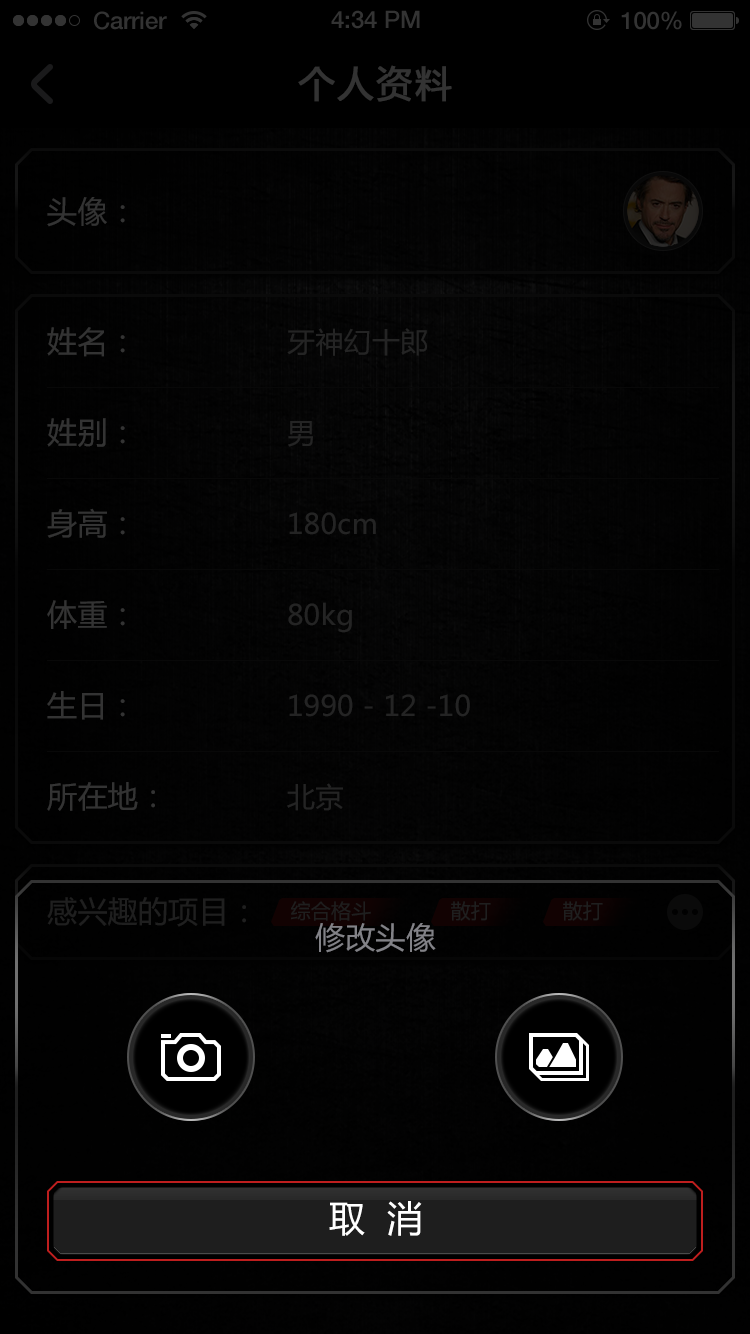 Carrier 4:34 PM 100%
个人资料
头像：
姓名： 牙神幻十郎
姓别： 男
身高： 180cm
体重： 80kg
生日： 1990 - 12 -10
所在地： 北京
感兴趣的项目： 综合格斗 散打 散打
修改头像
取 消